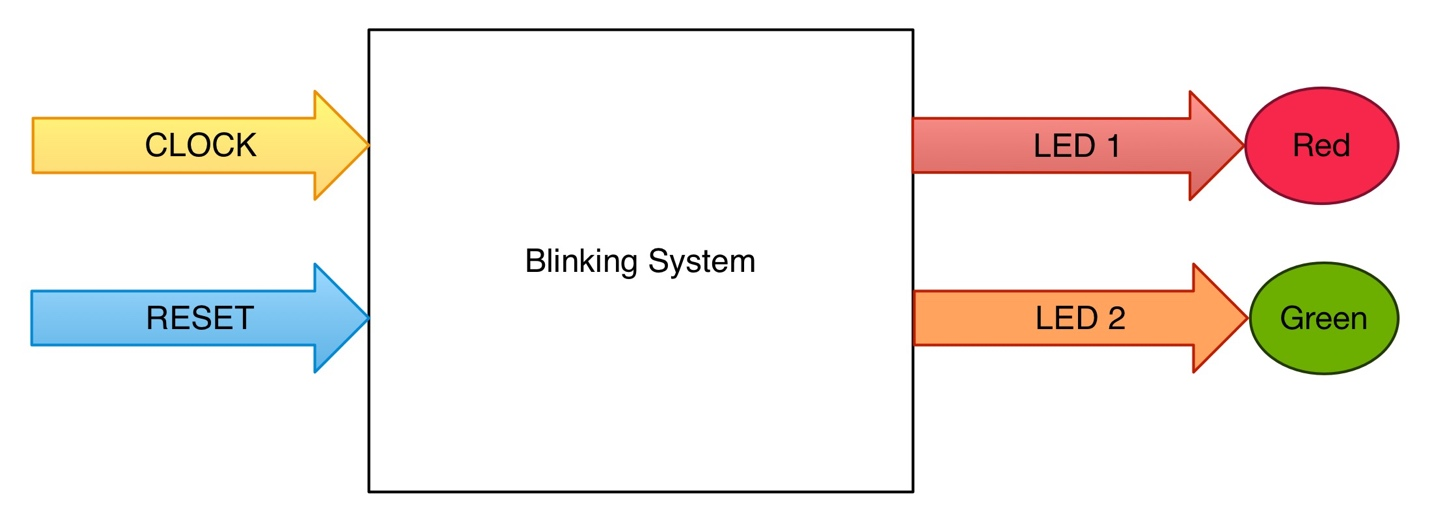 CLOCK
LED 1
Red
Blinking System
RESET
LED 2
Green